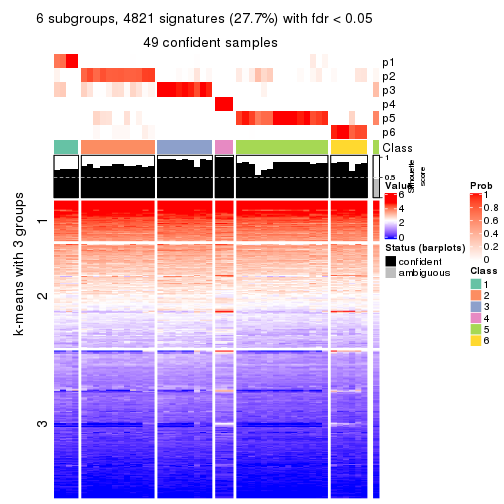 6 subgroups, 4821 signatures (27.7%) with fdr < 0.05
49 confident samples
p1
p2
p3
p4
p5
p6
Class
1
0.5
0
Silhouette
score
k-means with 3 groups
1
2
3
Value
6
4
2
0
Status (barplots)
confident
ambiguous
Prob
1
0.8
0.6
0.4
0.2
0
Class
1
2
3
4
5
6